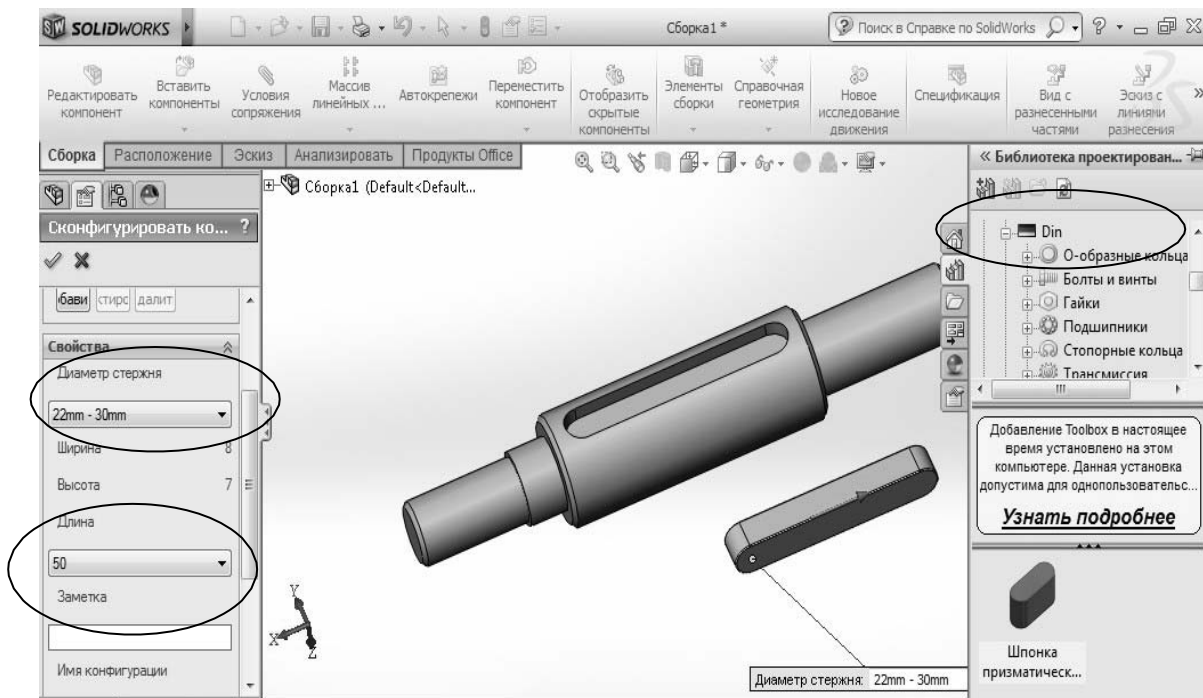 SW SOLIDWORKS
Сборка1 *
Поиск в Справке по SolidWorks
?
Редактировать компонент
Вставить компоненты
Условия сопряжения
Массив линейных ...
Автокрепежи
Переместить компонент
Отобразить скрытые компоненты
Элементы сборки
Справочная геометрия
Новое исследование движения
Спецификация
Вид с разнесенными частями
Эскиз с линиями разнесения
»
Сборка
Расположение
Эскиз
Анализировать
Продукты Office
« Библиотека проектирован...
Сборка1 (Default<Default...
Сконфигурировать ко... ?
бави
стирс
далит
Свойства
Диаметр стержня
22mm - 30mm
Ширина 8
Высота 7
Длина
50
Заметка
Имя конфигурации
Y
X
Z
Диаметр стержня: 22mm - 30mm
Din
О-образные кольца
Болты и винты
Гайки
Подшипники
Стопорные кольца
Трансмиссия
Добавление Toolbox в настоящее
время установлено на этом
компьютере. Данная установка
допустима для однопользовательс...
Узнать подробнее
Шпонка
призматическ...